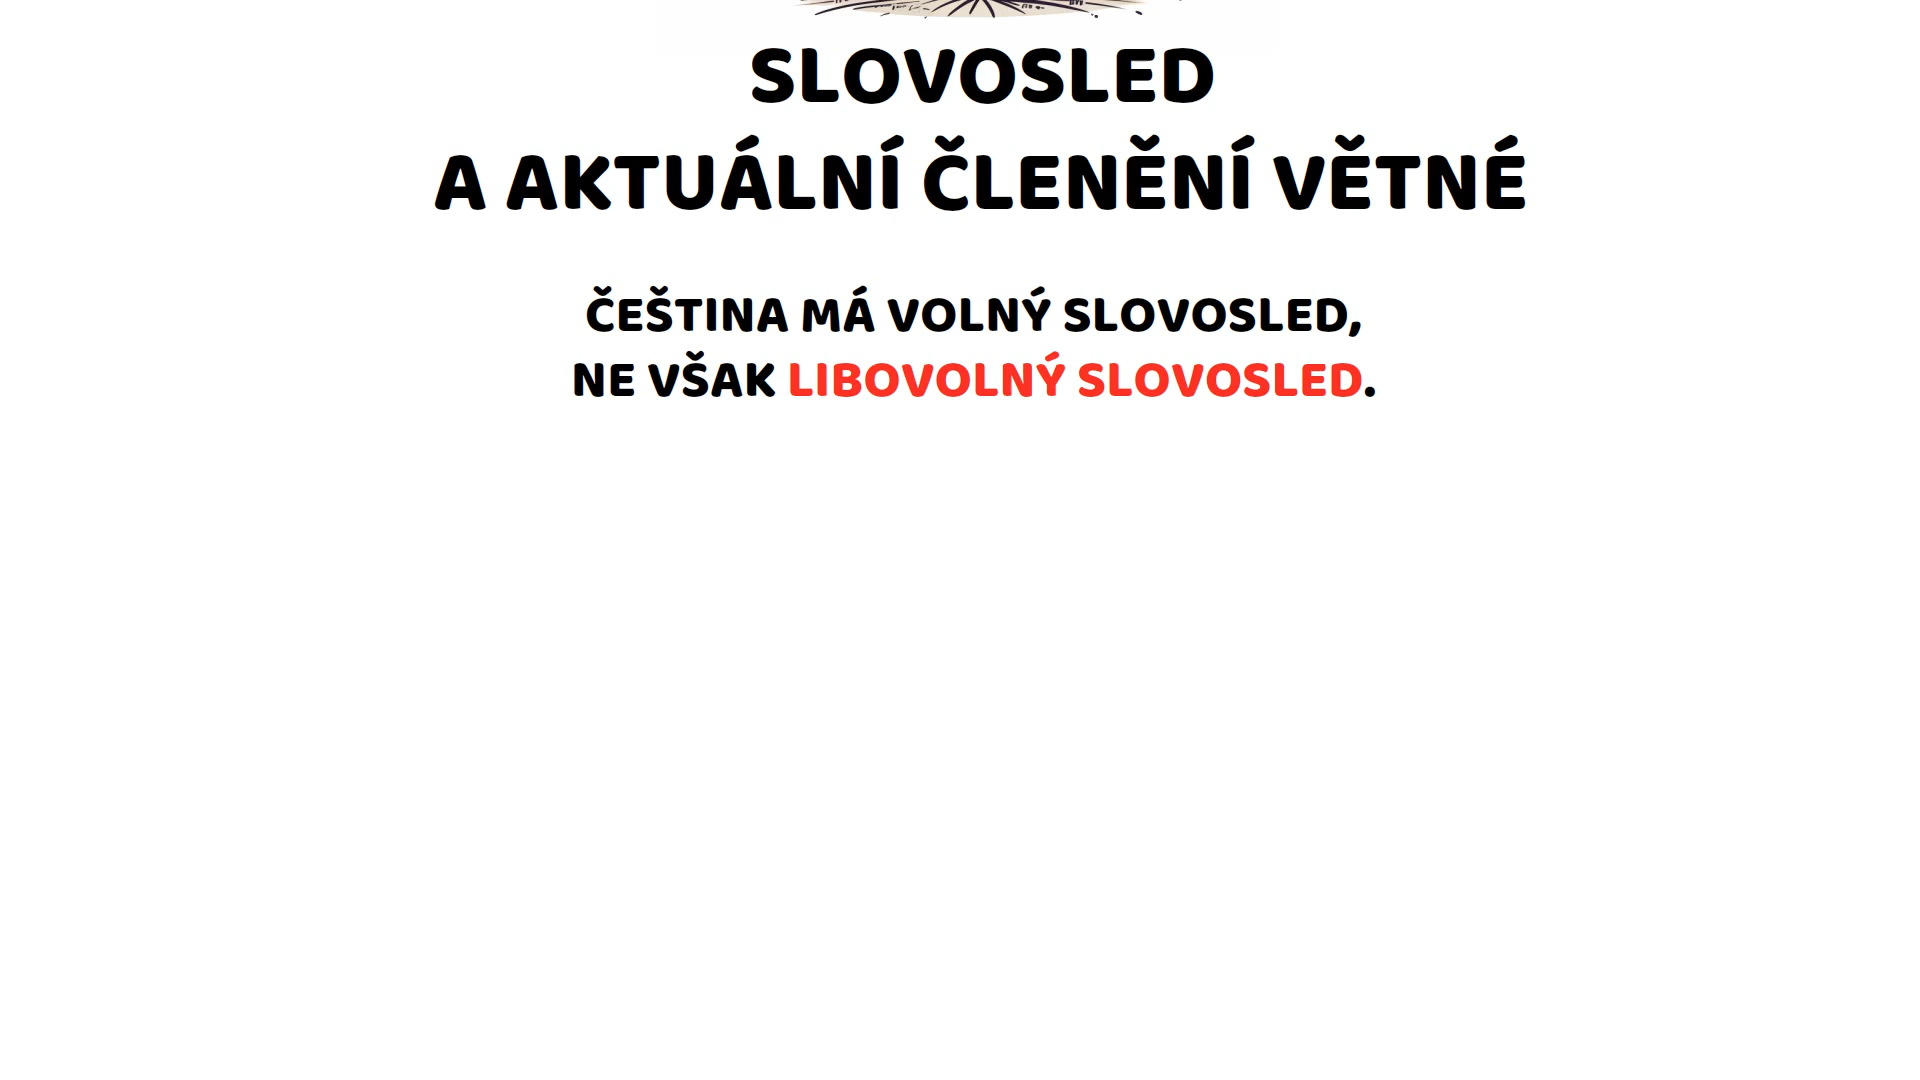 SLOVOSLED
A AKTUÁLNÍ ČLENĚNÍ VĚTNÉ
ČEŠTINA MÁ VOLNÝ SLOVOSLED,
NE VŠAK LIBOVOLNÝ SLOVOSLED.